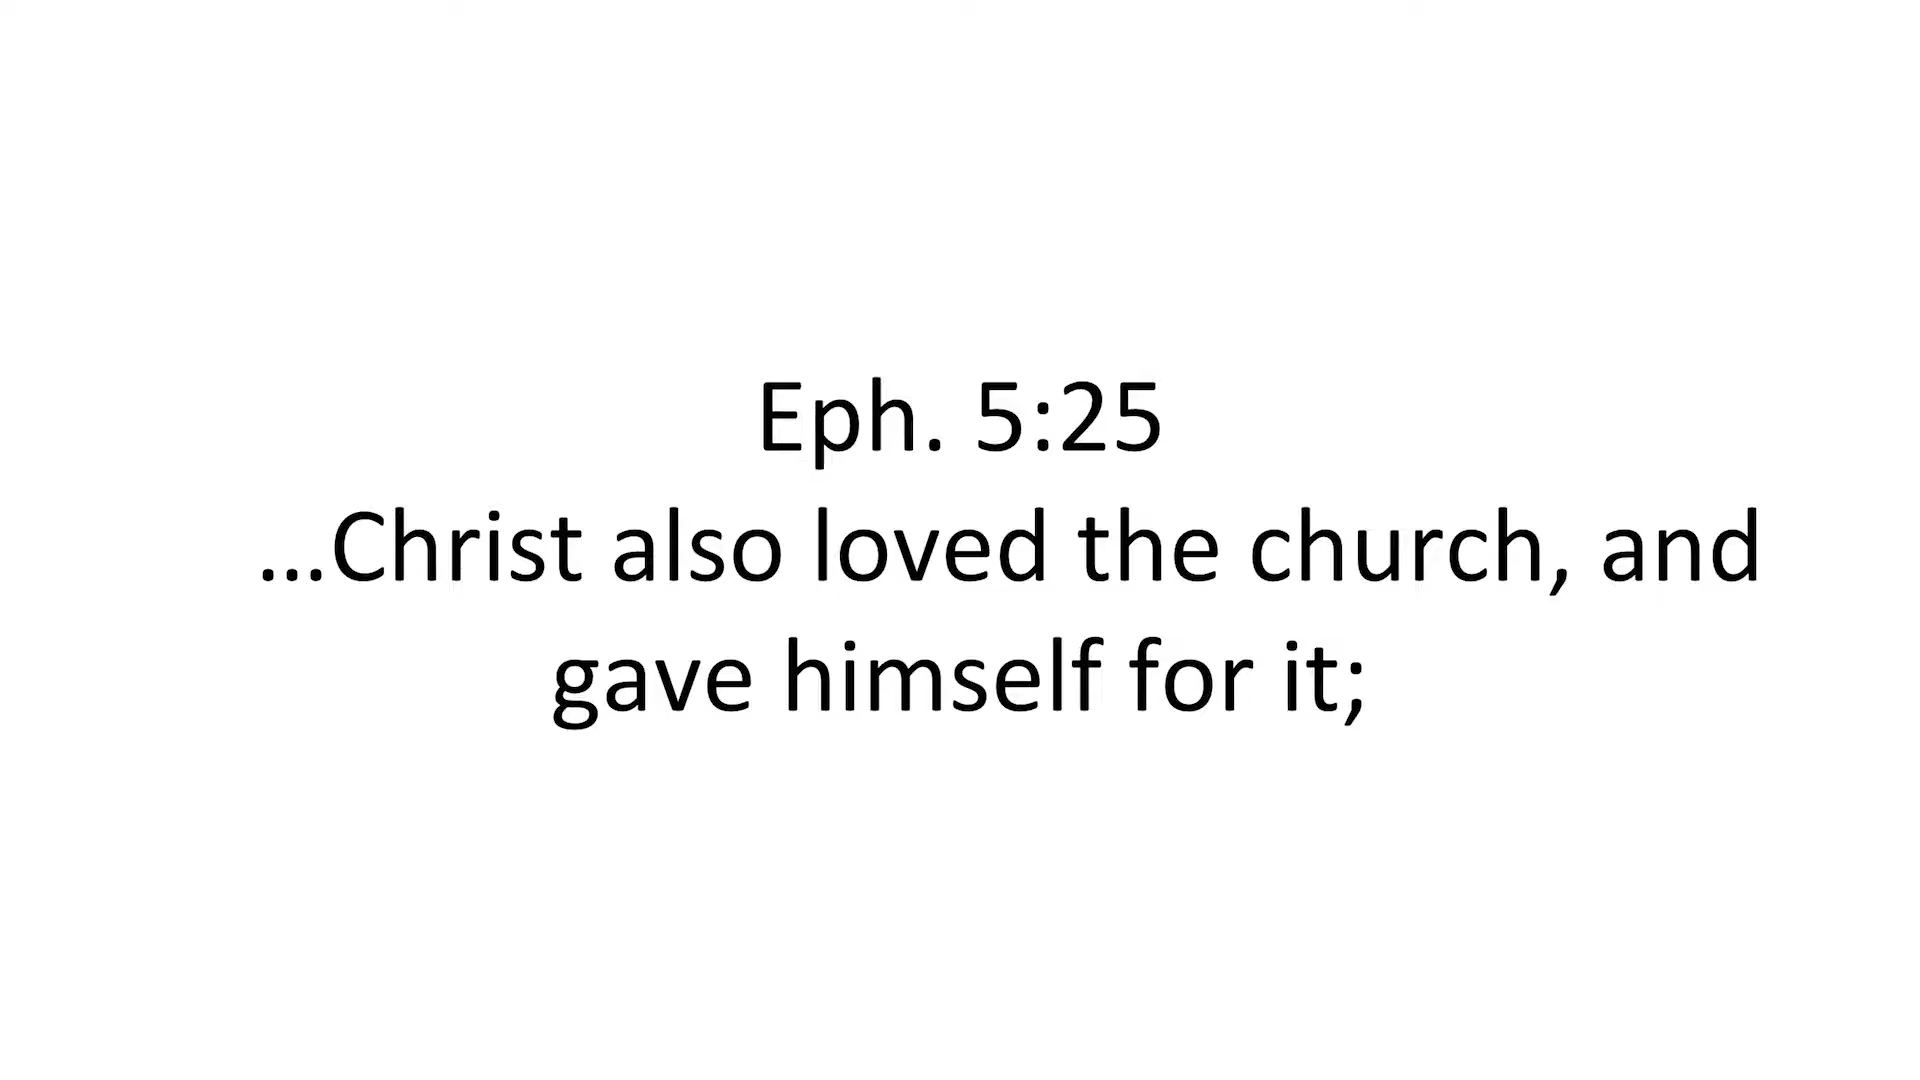 Eph. 5:25
...Christ also loved the church, and
gave himself for it;